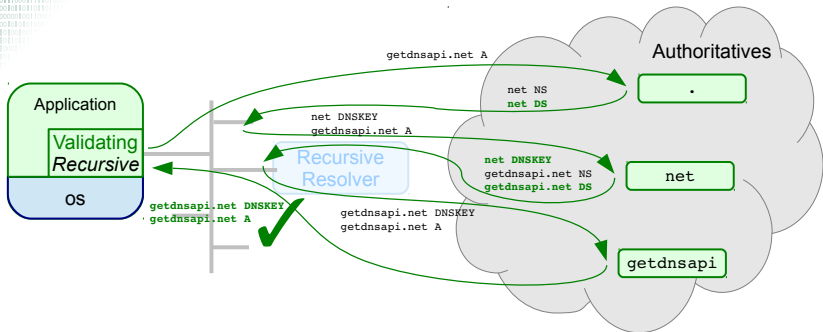 getdnsapi.net A
Authoritatives
.
net NS
net DS
Application
Validating
Recursive
OS
net DNSKEY
getdnsapi.net A
Recursive
Resolver
net DNSKEY
getdnsapi.net NS
getdnsapi.net DS
net
getdnsapi.net DNSKEY
getdnsapi.net A
getdnsapi.net DNSKEY
getdnsapi.net A
getdnsapi